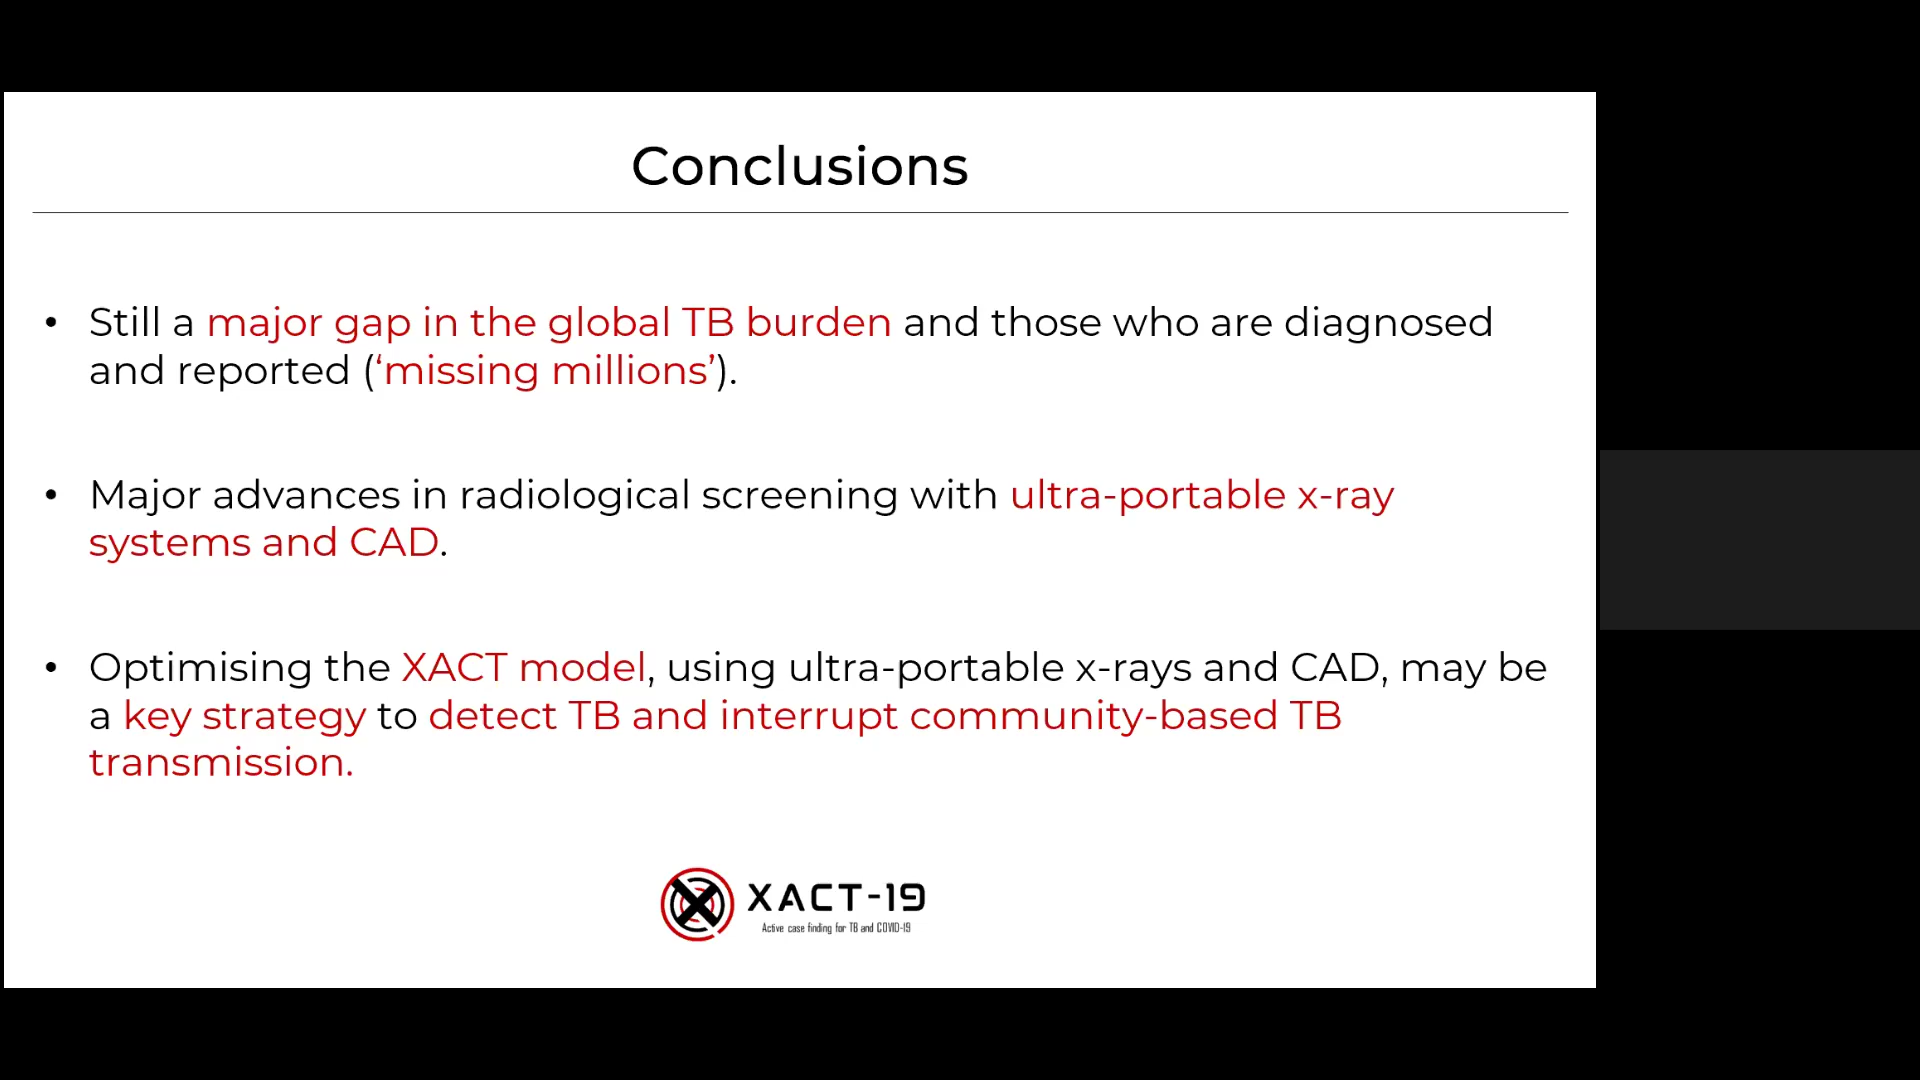 Conclusions
• Still a major gap in the global TB burden and those who are diagnosed
and reported (‘missing millions’).
• Major advances in radiological screening with ultra-portable x-ray
systems and CAD.
• Optimising the XACT model, using ultra-portable x-rays and CAD, may be
a key strategy to detect TB and interrupt community-based TB
transmission.
XACT-19
Active case finding for TB and COVID-19